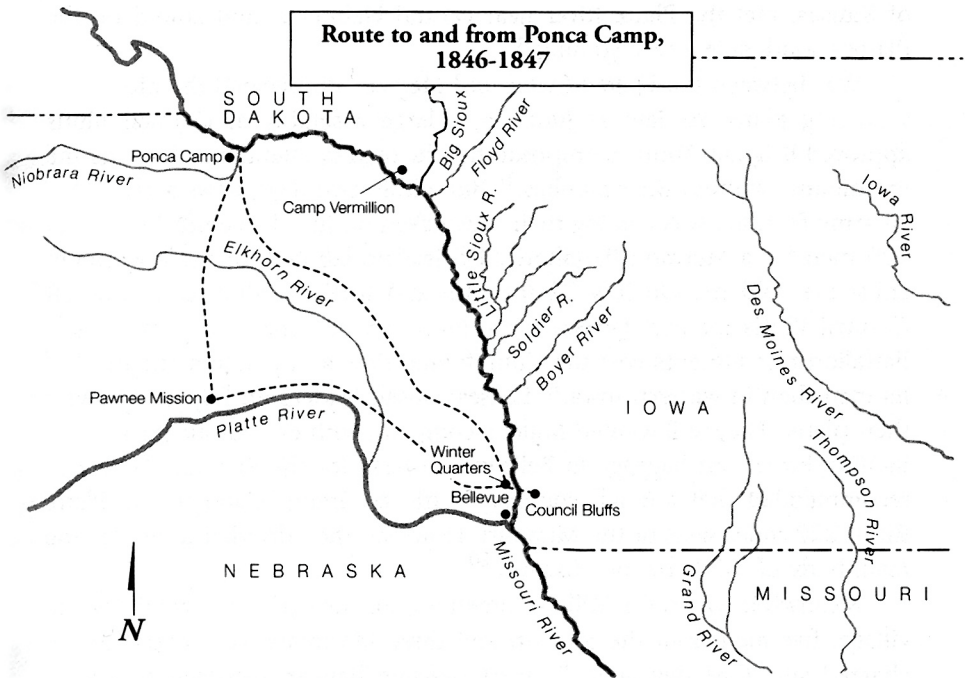 Route to and from Ponca Camp,
1846-1847
SOUTH
DAKOTA
Big Sioux
Floyd River
Ponca Camp
Niobrara River
Camp Vermillion
Iowa River
Elkhorn River
Little Sioux R.
Soldier R.
Boyer River
Des Moines River
Pawnee Mission
Platte River
IOWA
Thompson River
Winter
Quarters
Bellevue
Council Bluffs
Missouri River
NEBRASKA
Grand River
MISSOURI
N